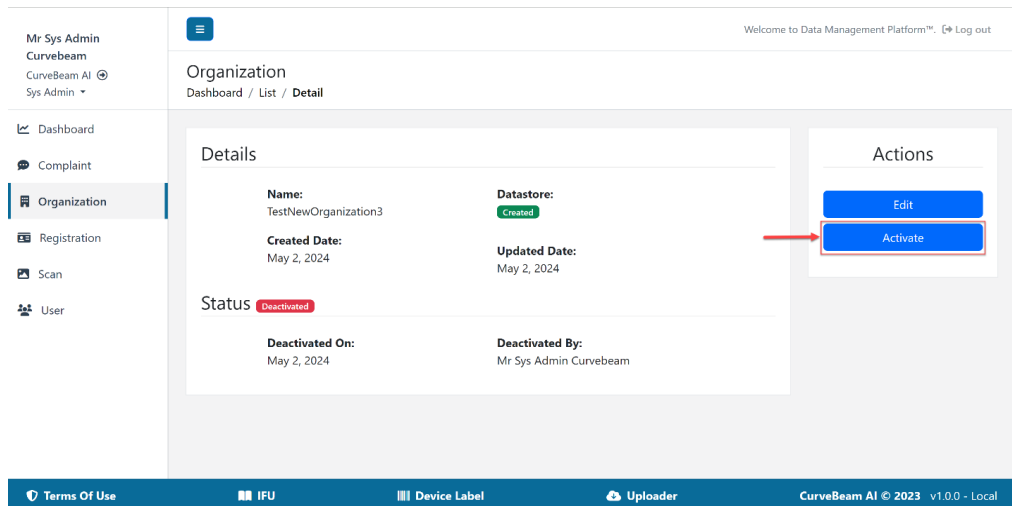 Mr Sys Admin
Curvebeam
CurveBeam AI
Sys Admin
Welcome to Data Management Platform™. Log out
Organization
Dashboard / List / Detail
Dashboard
Complaint
Organization
Registration
Scan
User
Details
Name:
TestNewOrganization3
Datastore:
Created
Created Date:
May 2, 2024
Updated Date:
May 2, 2024
Status Deactivated
Deactivated On:
May 2, 2024
Deactivated By:
Mr Sys Admin Curvebeam
Actions
Edit
Activate
Terms Of Use
IFU
Device Label
Uploader
CurveBeam AI © 2023 v1.0.0 - Local